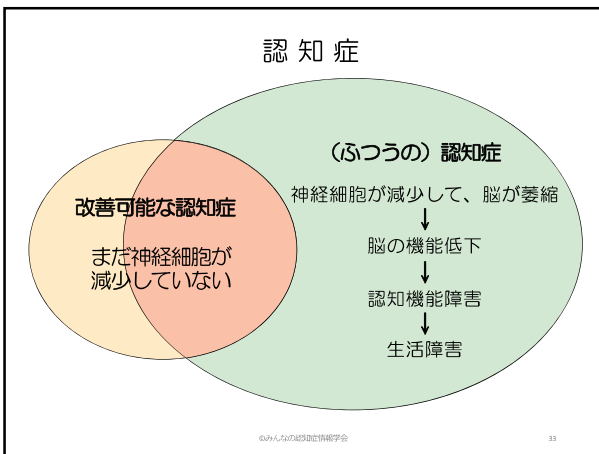 認 知 症
改善可能な認知症
まだ神経細胞が
減少していない
（ふつうの）認知症
神経細胞が減少して、脳が萎縮
↓
脳の機能低下
↓
認知機能障害
↓
生活障害
©みんなの認知症情報学会
33